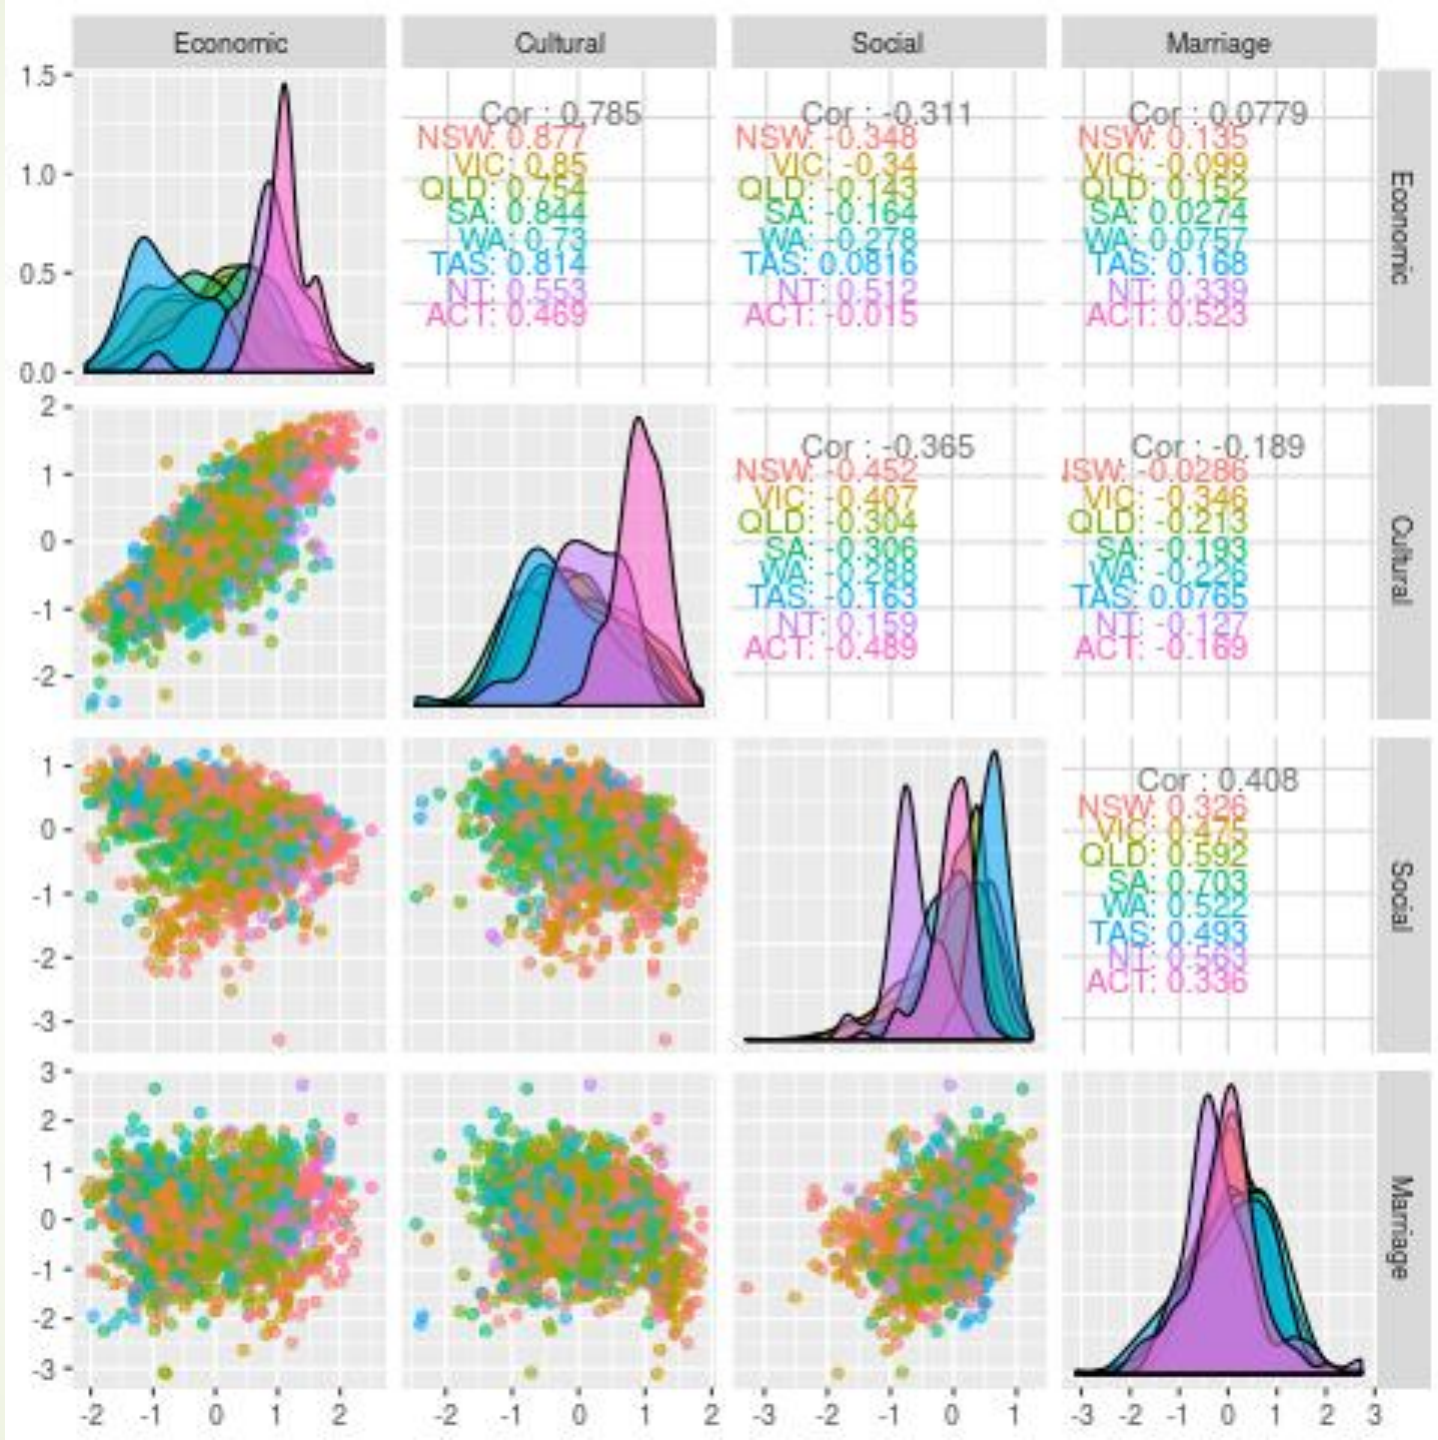 Economic
Cultural
Social
Marriage
1.5
1.0
0.5
0.0
Cor : 0.785
NSW: 0.877
VIC: 0.85
QLD: 0.754
SA: 0.844
WA: 0.73
TAS: 0.814
NT: 0.553
ACT: 0.469
Cor : -0.311
NSW: -0.348
VIC: -0.34
QLD: -0.143
SA: -0.164
WA: -0.278
TAS: 0.0816
NT: 0.512
ACT: -0.015
Cor : 0.0779
NSW: 0.135
VIC: -0.099
QLD: 0.152
SA: 0.0274
WA: 0.0757
TAS: 0.168
NT: 0.339
ACT: 0.523
Economic
2
1
0
-1
-2
Cor : -0.365
NSW: -0.452
VIC: -0.407
QLD: -0.304
SA: -0.306
WA: -0.288
TAS: -0.163
NT: 0.159
ACT: -0.489
Cor : -0.189
NSW: -0.0286
VIC: -0.346
QLD: -0.213
SA: -0.193
WA: -0.226
TAS: 0.0765
NT: -0.127
ACT: -0.169
Cultural
1
0
-1
-2
-3
Cor : 0.408
NSW: 0.326
VIC: 0.475
QLD: 0.592
SA: 0.703
WA: 0.522
TAS: 0.493
NT: 0.563
ACT: 0.336
Social
3
2
1
0
-1
-2
-3
Marriage
-2 -1 0 1 2
-2 -1 0 1 2
-3 -2 -1 0 1
-3 -2 -1 0 1 2 3